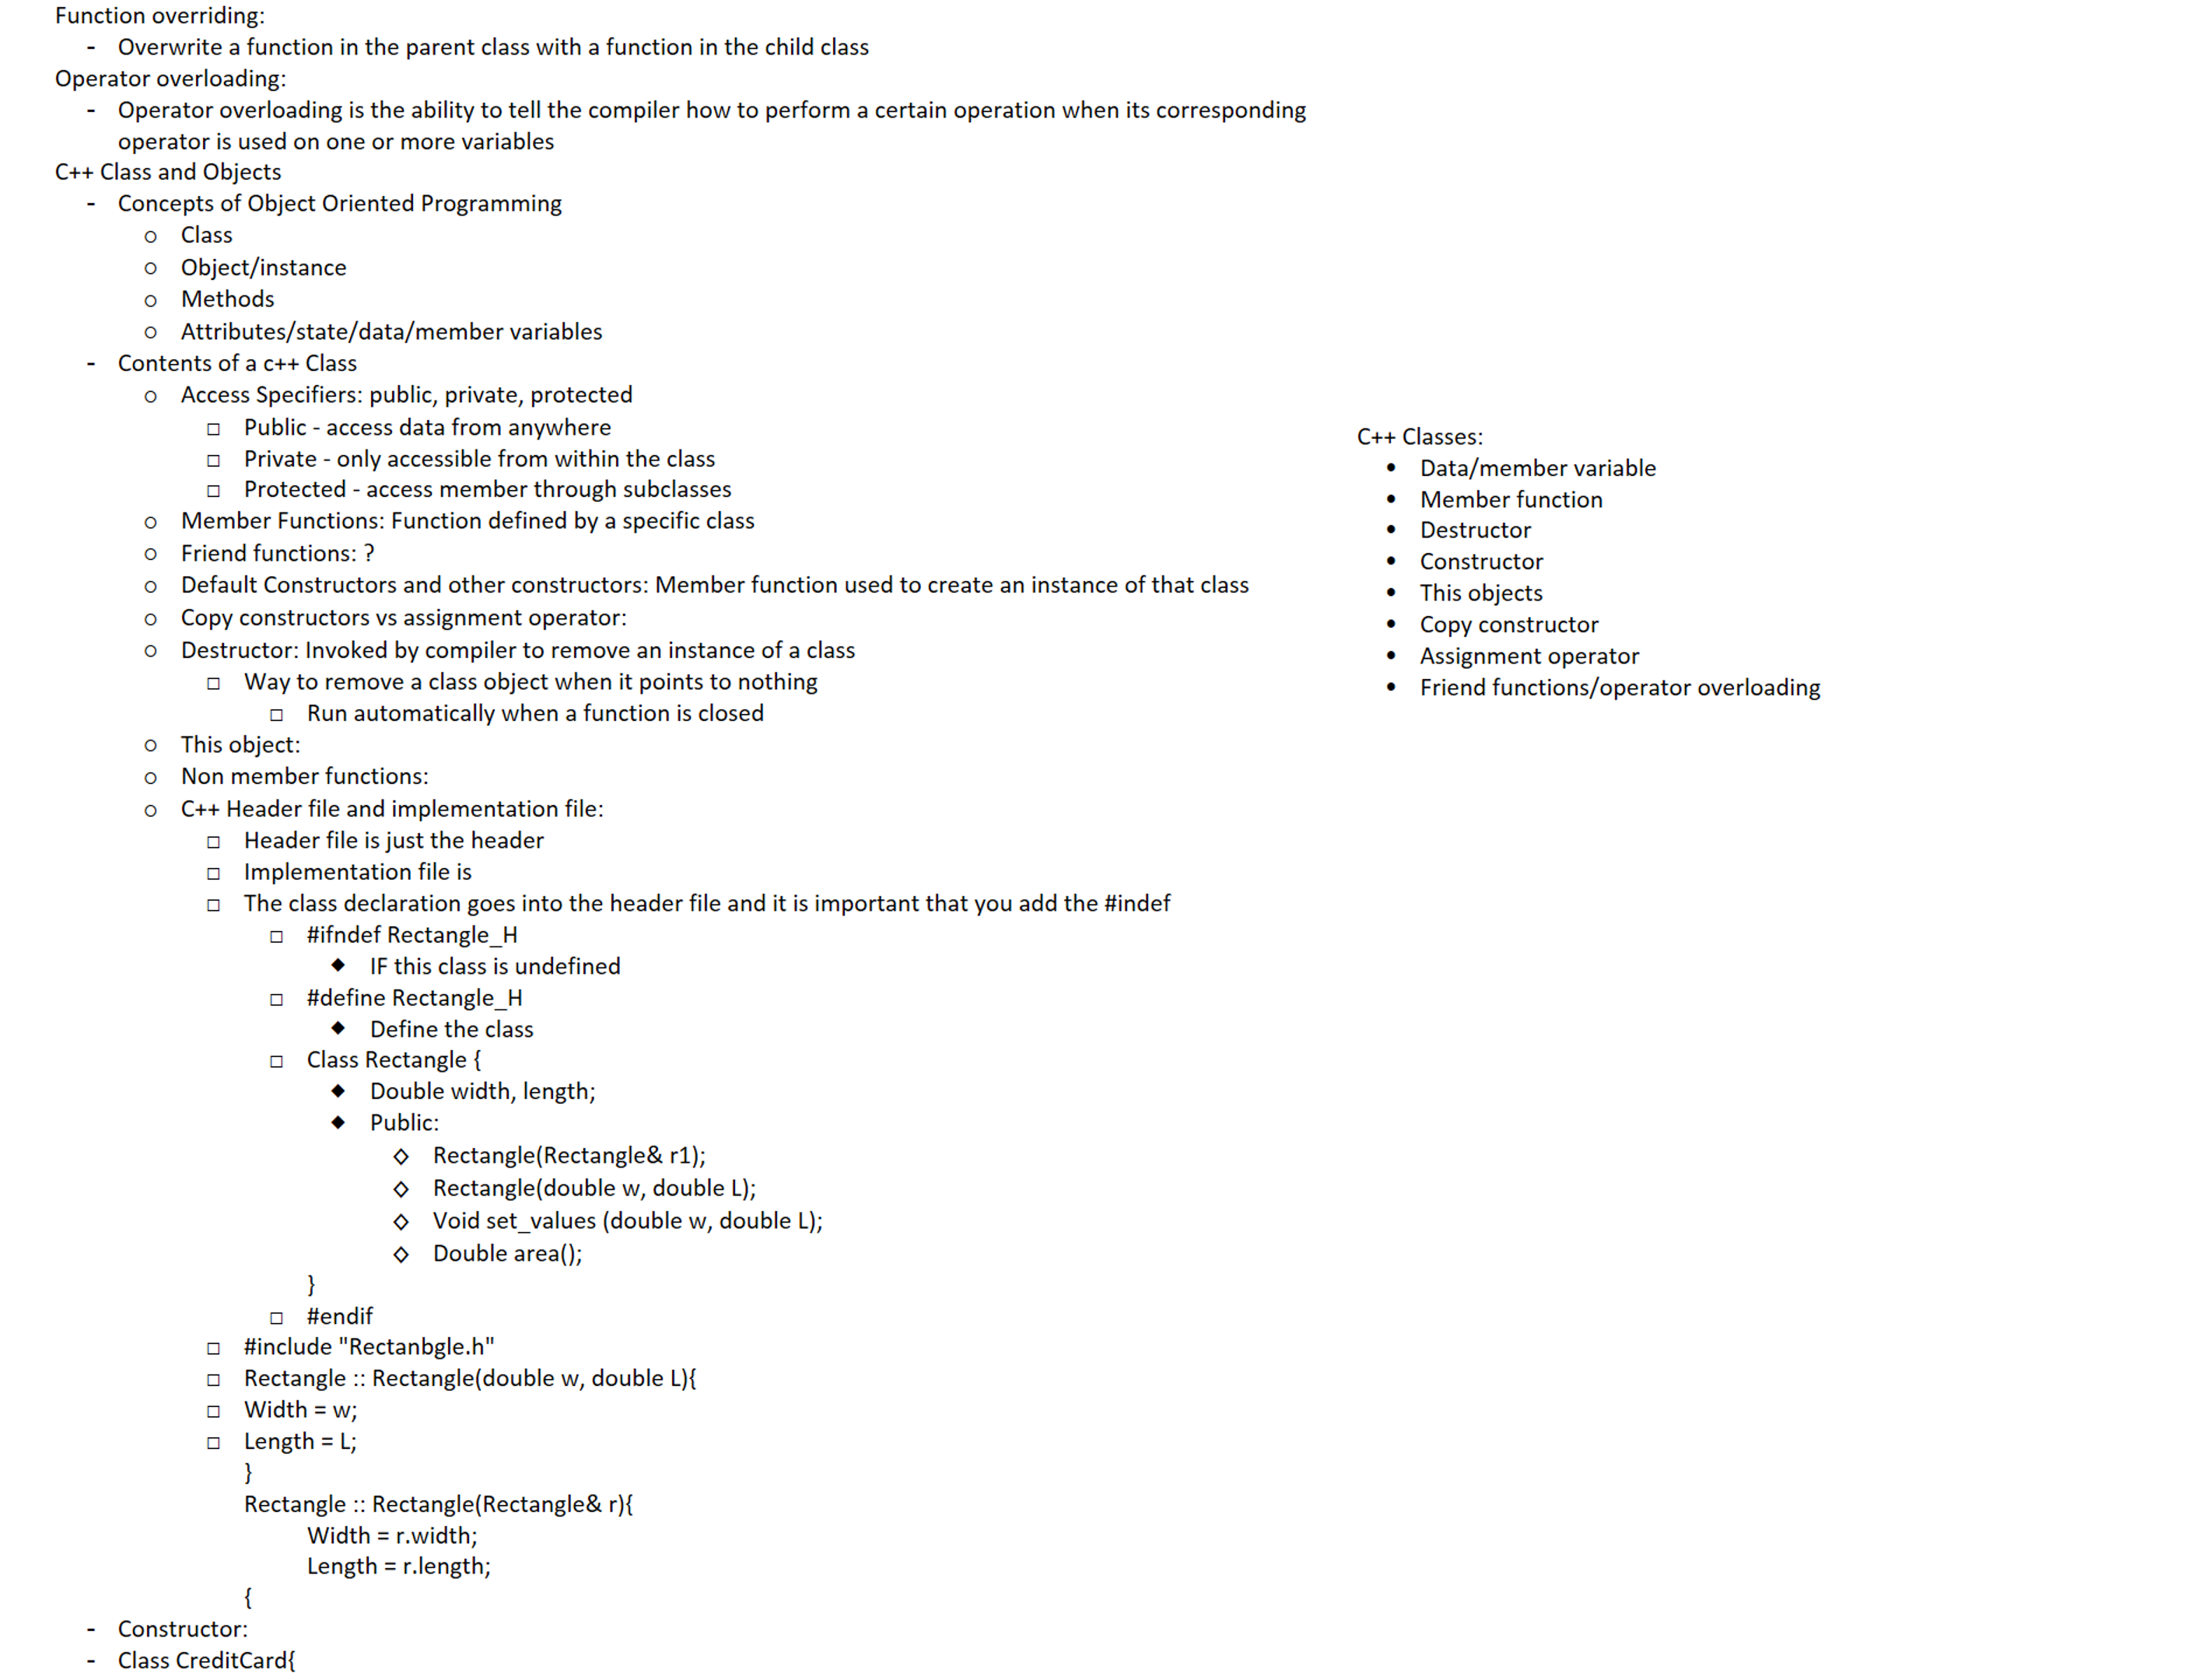 Function overriding:
- Overwrite a function in the parent class with a function in the child class
Operator overloading:
- Operator overloading is the ability to tell the compiler how to perform a certain operation when its corresponding
operator is used on one or more variables
C++ Class and Objects
- Concepts of Object Oriented Programming
○ Class
○ Object/instance
○ Methods
○ Attributes/state/data/member variables
- Contents of a c++ Class
○ Access Specifiers: public, private, protected
□ Public - access data from anywhere
□ Private - only accessible from within the class
□ Protected - access member through subclasses
○ Member Functions: Function defined by a specific class
○ Friend functions: ?
○ Default Constructors and other constructors: Member function used to create an instance of that class
○ Copy constructors vs assignment operator:
○ Destructor: Invoked by compiler to remove an instance of a class
□ Way to remove a class object when it points to nothing
□ Run automatically when a function is closed
○ This object:
○ Non member functions:
○ C++ Header file and implementation file:
□ Header file is just the header
□ Implementation file is
□ The class declaration goes into the header file and it is important that you add the #indef
□ #ifndef Rectangle_H
◆ IF this class is undefined
□ #define Rectangle_H
◆ Define the class
□ Class Rectangle {
◆ Double width, length;
◆ Public:
◇ Rectangle(Rectangle& r1);
◇ Rectangle(double w, double L);
◇ Void set_values (double w, double L);
◇ Double area();
}
□ #endif
□ #include "Rectanbgle.h"
□ Rectangle :: Rectangle(double w, double L){
□ Width = w;
□ Length = L;
}
Rectangle :: Rectangle(Rectangle& r){
Width = r.width;
Length = r.length;
{
- Constructor:
- Class CreditCard{
C++ Classes:
• Data/member variable
• Member function
• Destructor
• Constructor
• This objects
• Copy constructor
• Assignment operator
• Friend functions/operator overloading